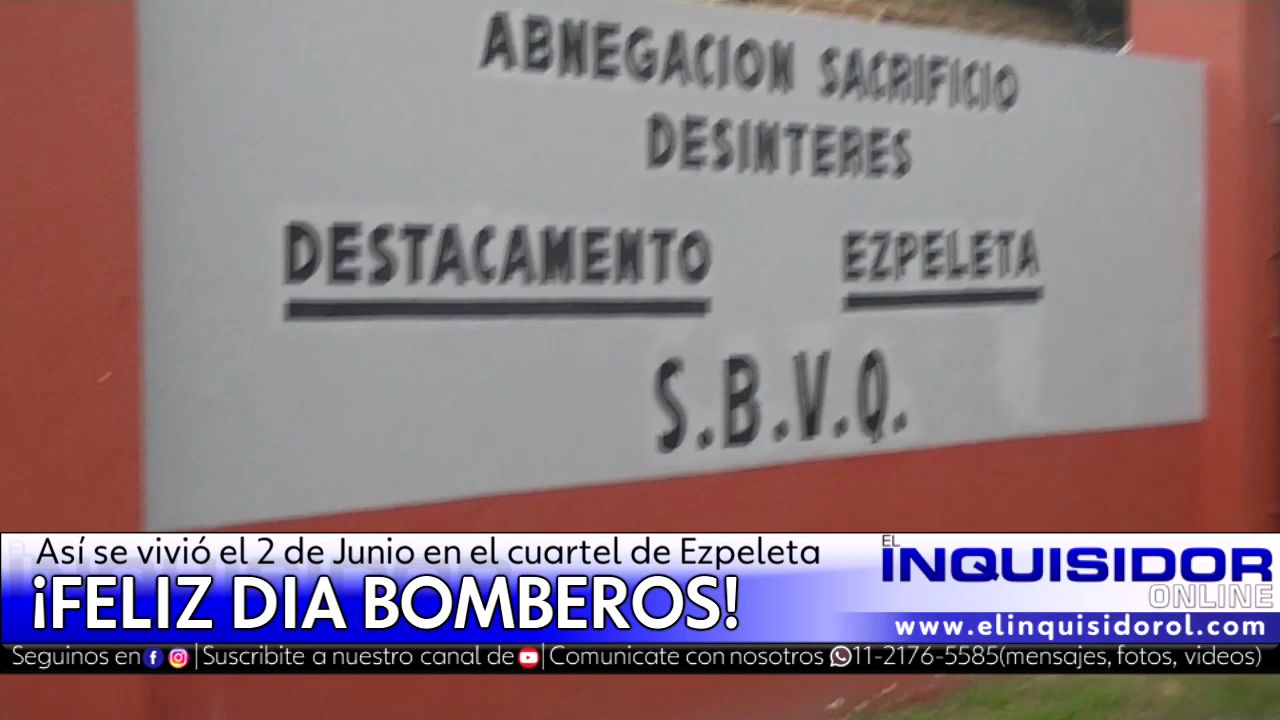 ABNEGACION SACRIFICIO
DESINTERES
DESTACAMENTO EZPELETA
S.B.V.Q.
Así se vivió el 2 de Junio en el cuartel de Ezpeleta
¡FELIZ DIA BOMBEROS!
EL
INQUISIDOR
ONLINE
www.elinquisidorol.com
Seguinos en | Suscribite a nuestro canal de | Comunicate con nosotros 11-2176-5585(mensajes, fotos, videos)